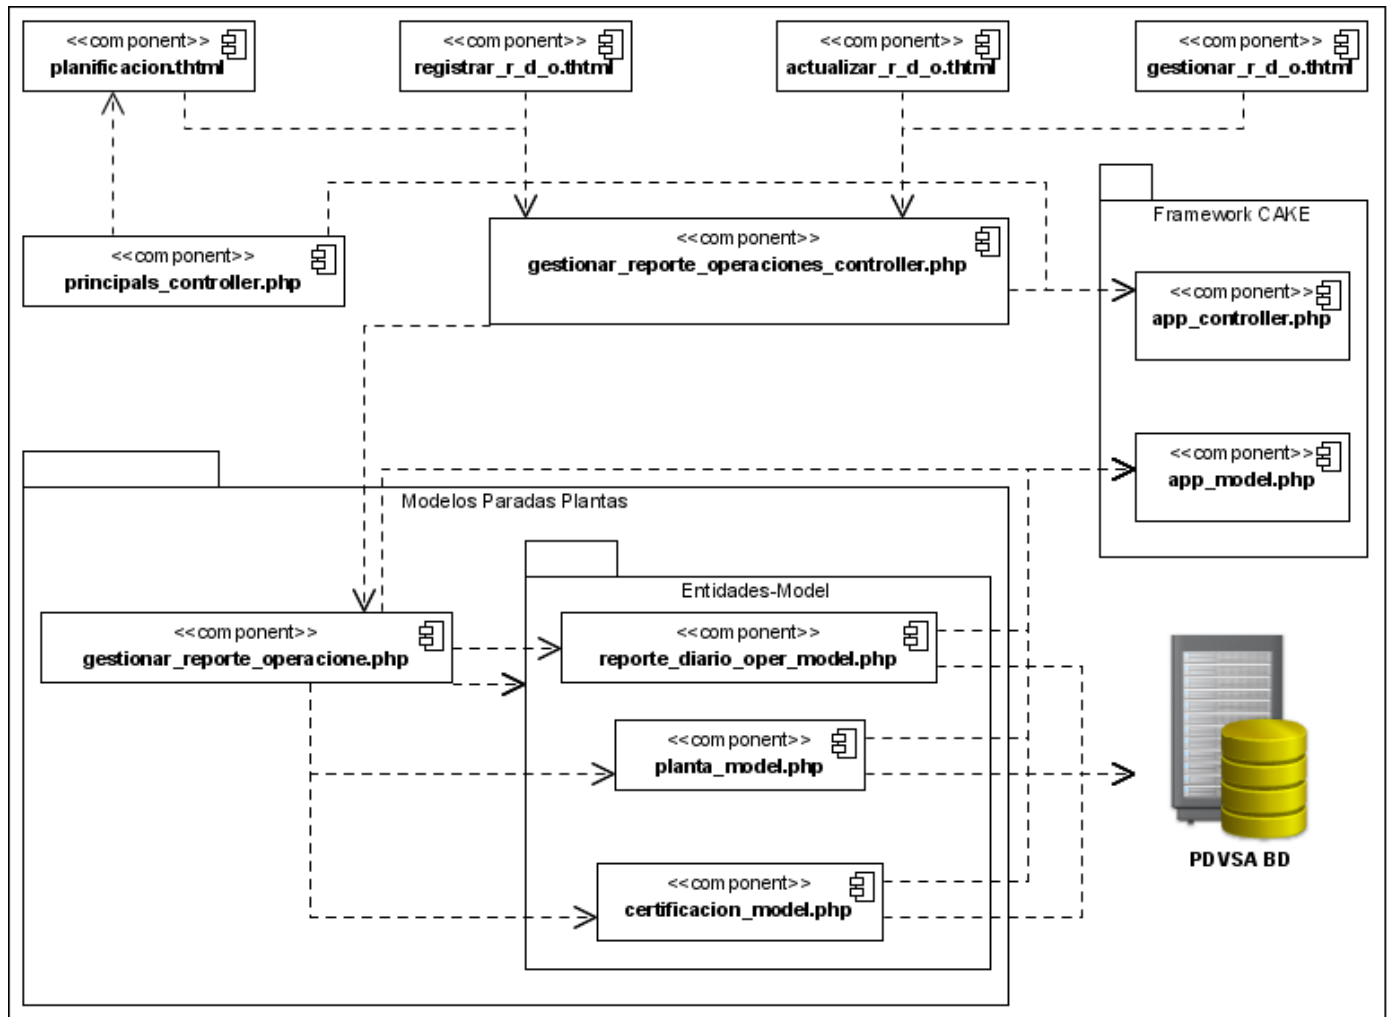 <<component>>
planificacion.thtml
<<component>>
registrar_r_d_o.thtml
<<component>>
actualizar_r_d_o.thtml
<<component>>
gestionar_r_d_o.thtml
<<component>>
principals_controller.php
<<component>>
gestionar_reporte_operaciones_controller.php
Framework CAKE
<<component>>
app_controller.php
<<component>>
app_model.php
Modelos Paradas Plantas
Entidades-Model
<<component>>
gestionar_reporte_operacione.php
<<component>>
reporte_diario_oper_model.php
<<component>>
planta_model.php
<<component>>
certificacion_model.php
PDVSA BD